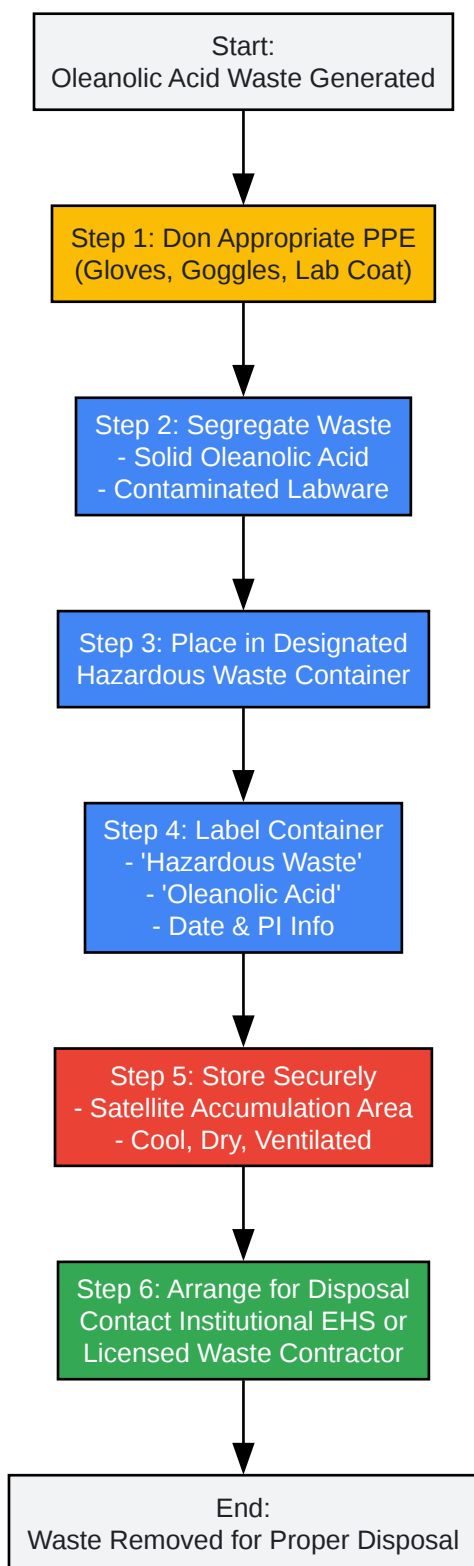 Start:
Oleanolic Acid Waste Generated
Step 1: Don Appropriate PPE
(Gloves, Goggles, Lab Coat)
Step 2: Segregate Waste
- Solid Oleanolic Acid
- Contaminated Labware
Step 3: Place in Designated
Hazardous Waste Container
Step 4: Label Container
- 'Hazardous Waste'
- 'Oleanolic Acid'
- Date & PI Info
Step 5: Store Securely
- Satellite Accumulation Area
- Cool, Dry, Ventilated
Step 6: Arrange for Disposal
Contact Institutional EHS or
Licensed Waste Contractor
End:
Waste Removed for Proper Disposal